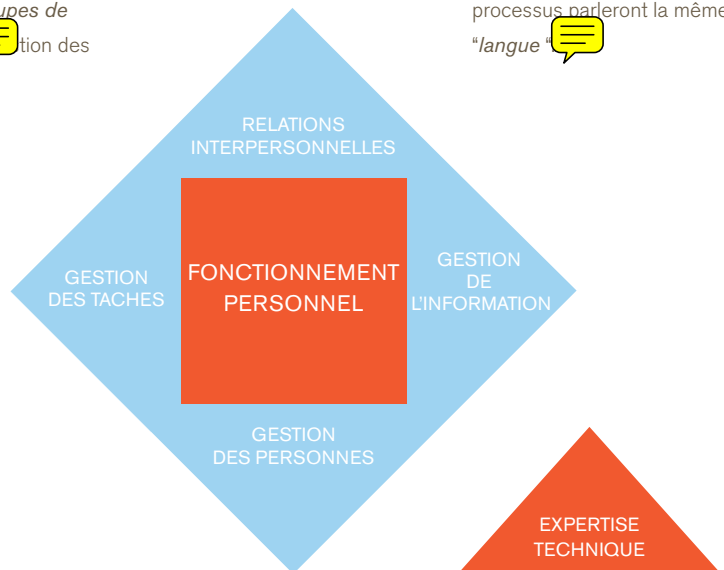 upes de
tion des
processus parleront la même
“langue “
RELATIONS
INTERPERSONNELLES
GESTION
DES TACHES
FONCTIONNEMENT
PERSONNEL
GESTION
DE
L’INFORMATION
GESTION
DES PERSONNES
EXPERTISE
TECHNIQUE